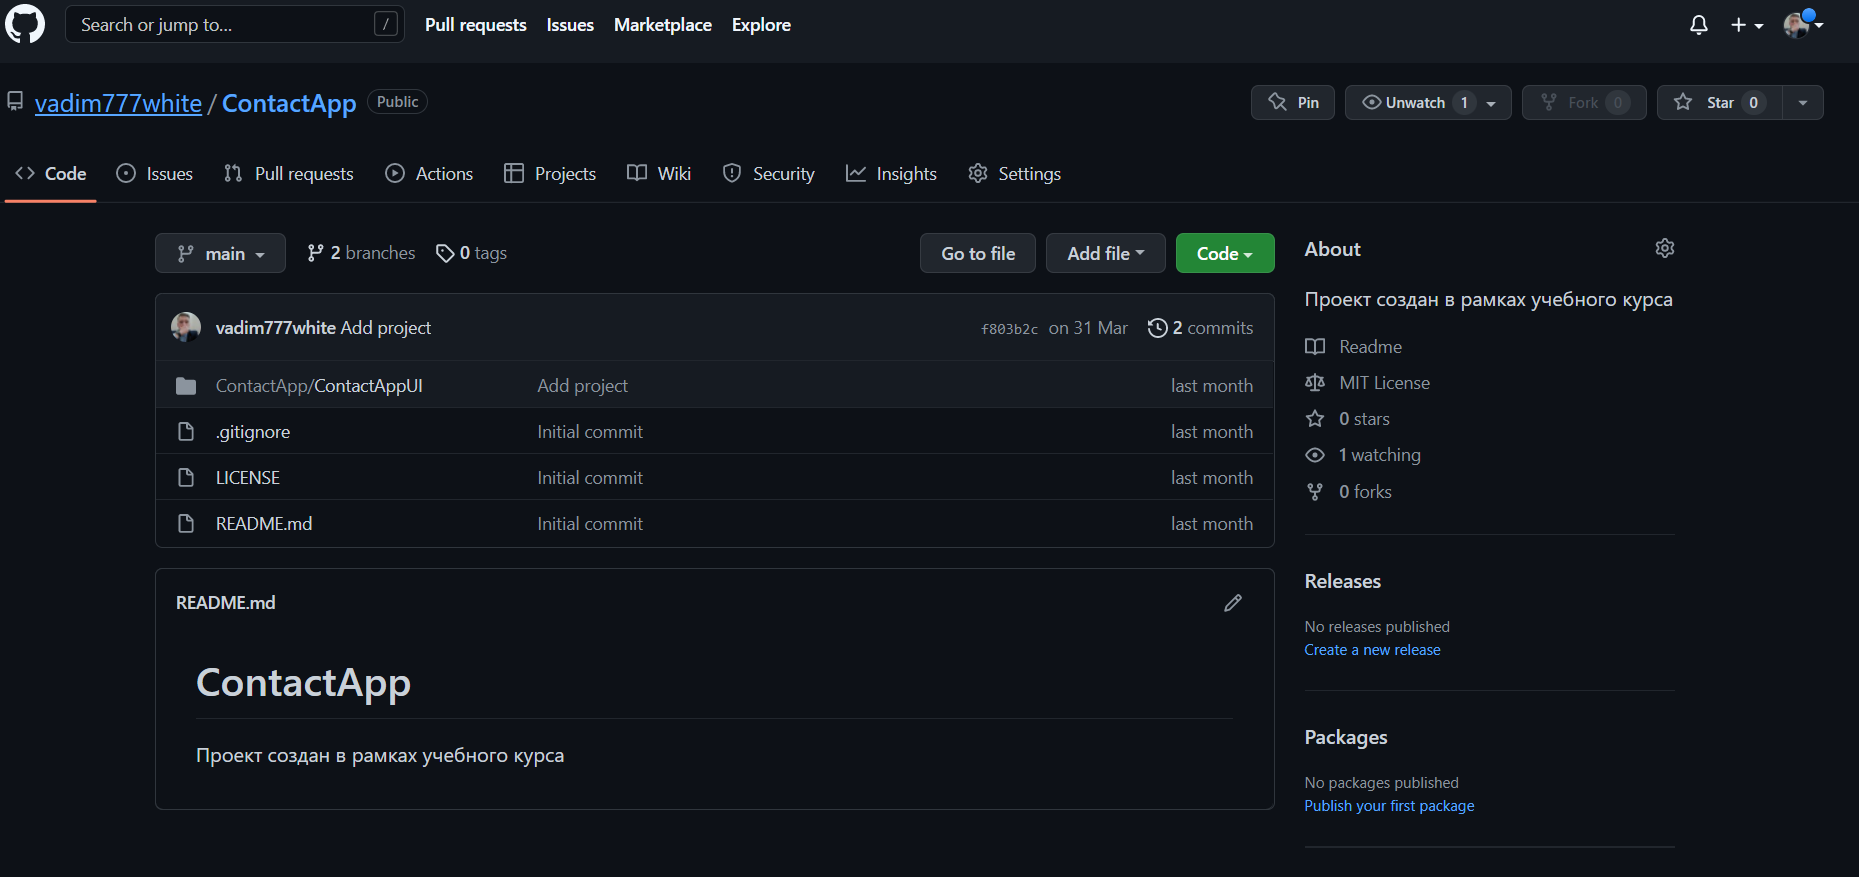 Search or jump to... /
Pull requests Issues Marketplace Explore
vadim777white / ContactApp Public
Pin Unwatch 1 Fork 0 Star 0
Code Issues Pull requests Actions Projects Wiki Security Insights Settings
main 2 branches 0 tags
Go to file Add file Code
vadim777white Add project f803b2c on 31 Mar 2 commits
ContactApp/ContactAppUI Add project last month
.gitignore Initial commit last month
LICENSE Initial commit last month
README.md Initial commit last month
README.md
ContactApp
Проект создан в рамках учебного курса
About
Проект создан в рамках учебного курса
Readme
MIT License
0 stars
1 watching
0 forks
Releases
No releases published
Create a new release
Packages
No packages published
Publish your first package